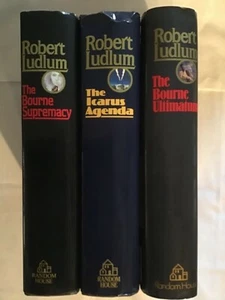 Robert
Ludlum
The
Bourne
Supremacy
RANDOM
HOUSE
Robert
Ludlum
The
Icarus
Agenda
RANDOM
HOUSE
Robert
Ludlum
The
Bourne
Ultimatum
Random House